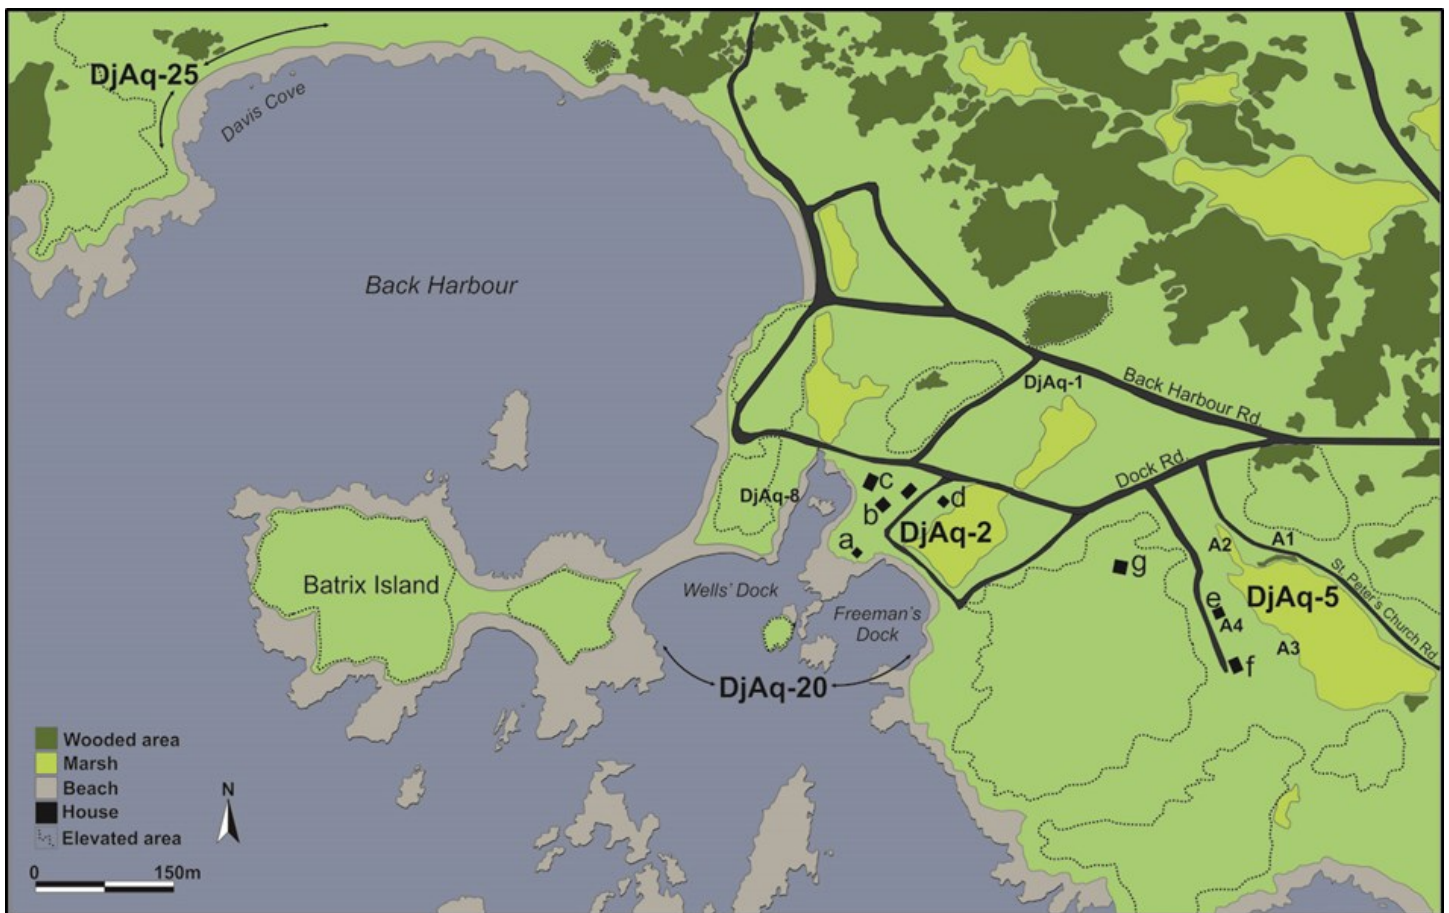 DjAq-25
Davis Cove
Back Harbour
DjAq-1
Back Harbour Rd.
Dock Rd.
DjAq-8
c
b
d
a
DjAq-2
g
A2
A1
St. Peter's Church Rd.
DjAq-5
e
A4
A3
f
Batrix Island
Wells' Dock
Freeman's
Dock
DjAq-20
Wooded area
Marsh
Beach
House
Elevated area
N
0 150m